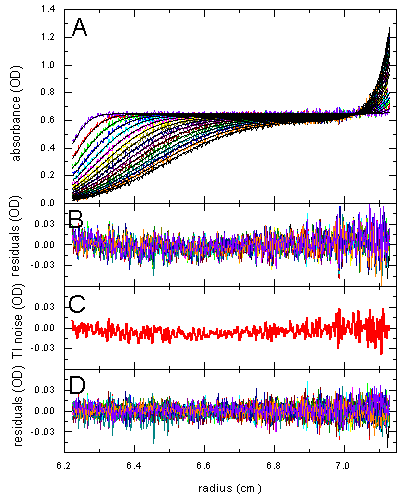 A
1.4
1.2
1.0
0.8
0.6
0.4
0.2
0.0
absorbance (OD)
B
0.03
0.00
-0.03
residuals (OD)
C
0.03
0.00
-0.03
TI noise (OD)
D
0.03
0.00
-0.03
residuals (OD)
6.2 6.4 6.6 6.8 7.0
radius (cm)